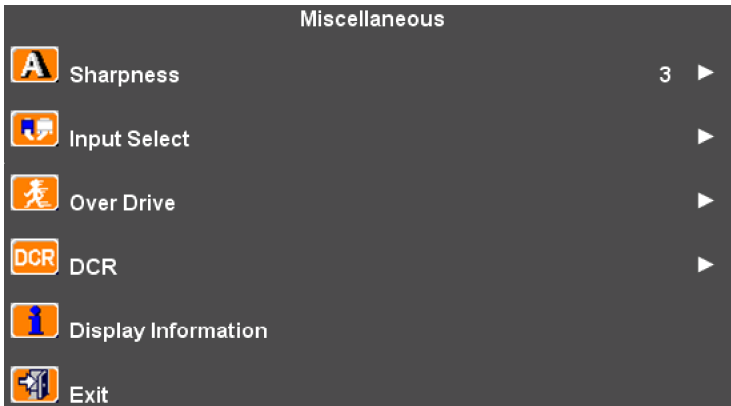 Miscellaneous
A Sharpness 3 ►
Input Select ►
Over Drive ►
DCR DCR ►
i Display Information
Exit